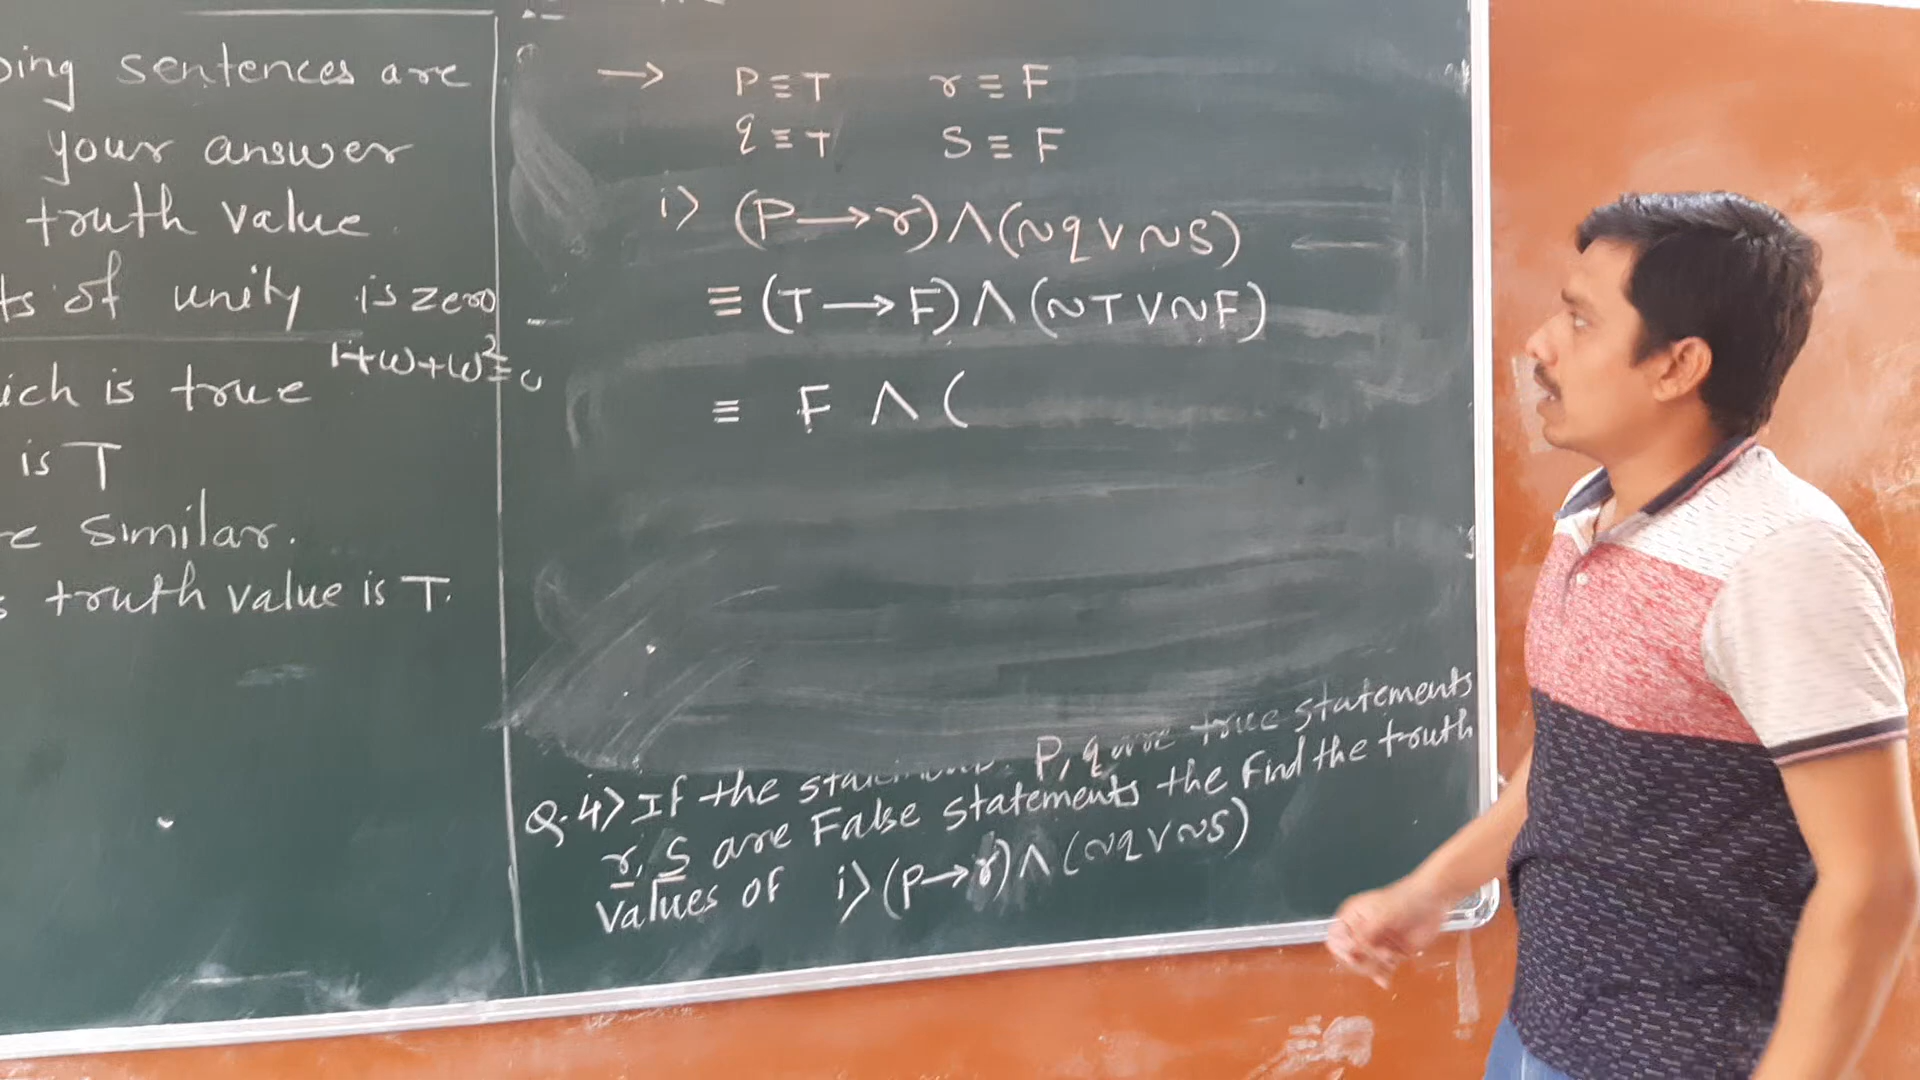 sentences are
your answer
truth value.
of unity is zero
1+ω+ω²=0
is true
is T
similar.
truth value is T.
→ P≡T r≡F
q≡T S≡F
i> (P→r)∧(~q∨~S)
≡(T→F)∧(~T∨~F)
≡ F ∧ (
Q.4> If the P, q are true statements
r, S are False statements the Find the truth
values of i>(P→r)∧(~q∨~S)